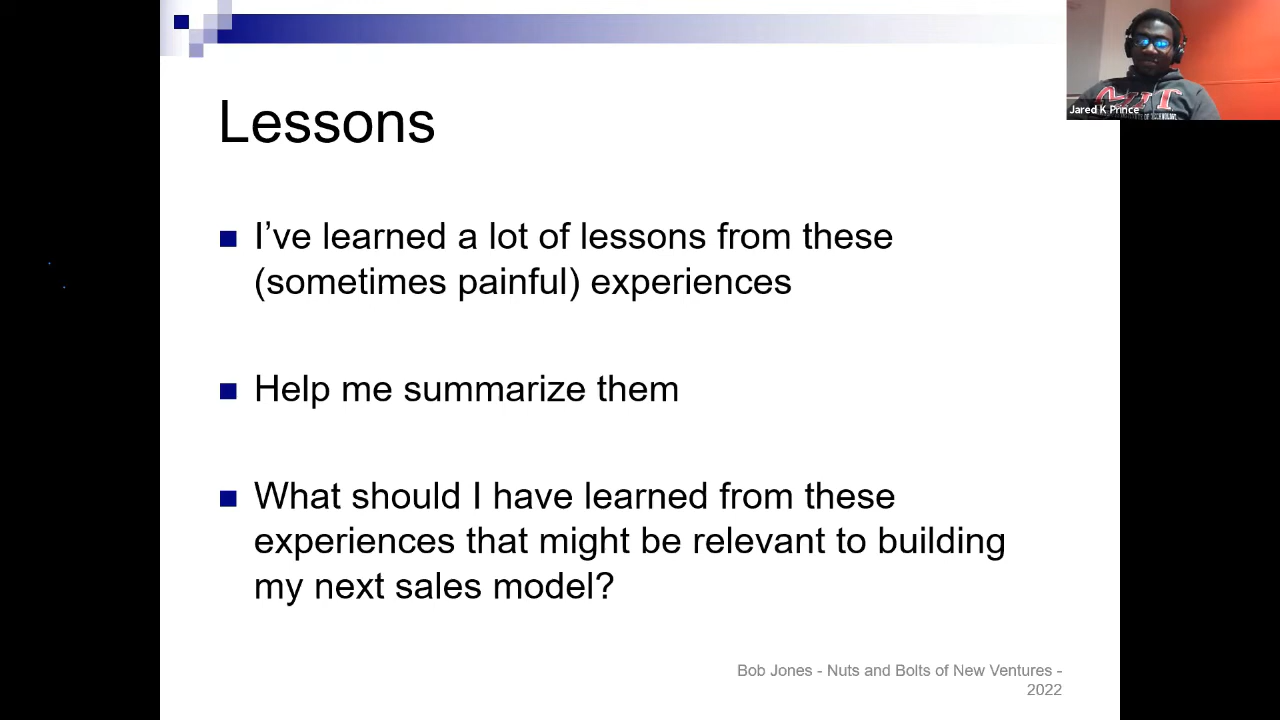 Lessons
I've learned a lot of lessons from these
(sometimes painful) experiences
Help me summarize them
What should I have learned from these
experiences that might be relevant to building
my next sales model?
Bob Jones - Nuts and Bolts of New Ventures -
2022
Jared K Prince